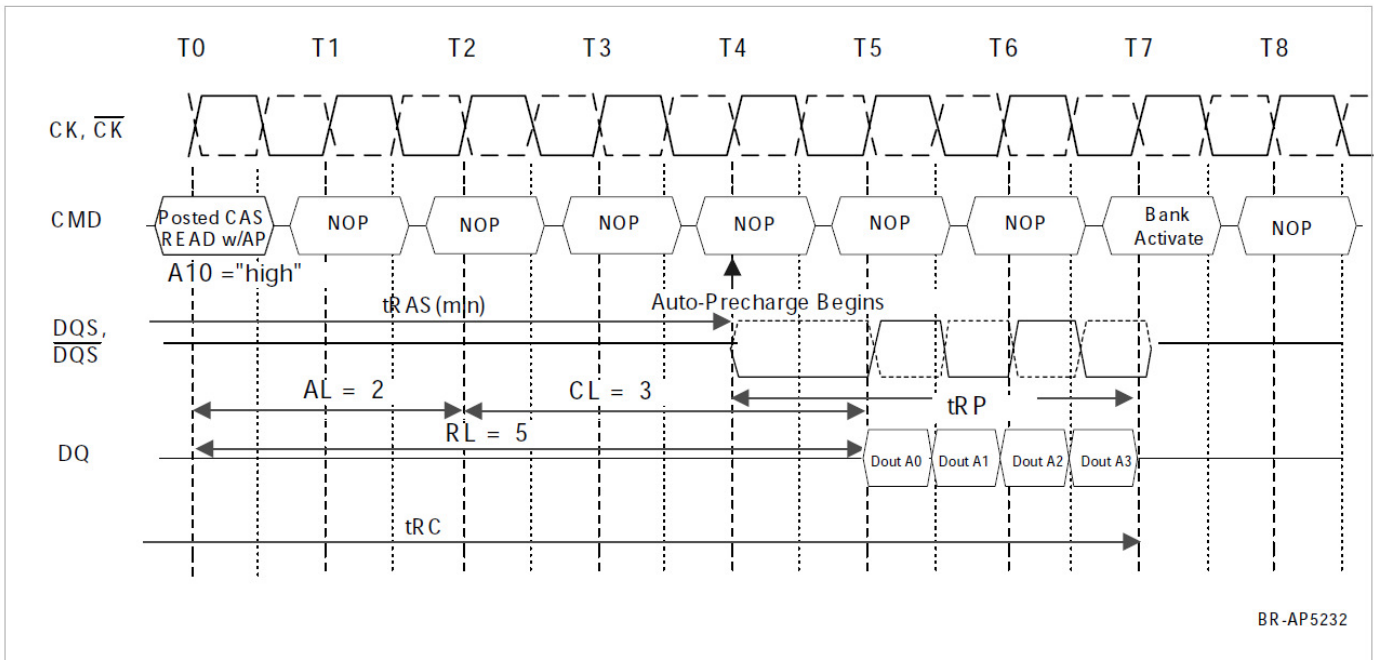 T0 T1 T2 T3 T4 T5 T6 T7 T8
CK, CK
CMD
Posted CAS
READ w/AP
NOP NOP NOP NOP NOP NOP
Bank
Activate
NOP
A10 ="high"
tRAS(min)
Auto-Precharge Begins
DQS,
DQS
AL = 2
CL = 3
tRP
RL = 5
DQ
Dout A0 Dout A1 Dout A2 Dout A3
tRC
BR-AP5232